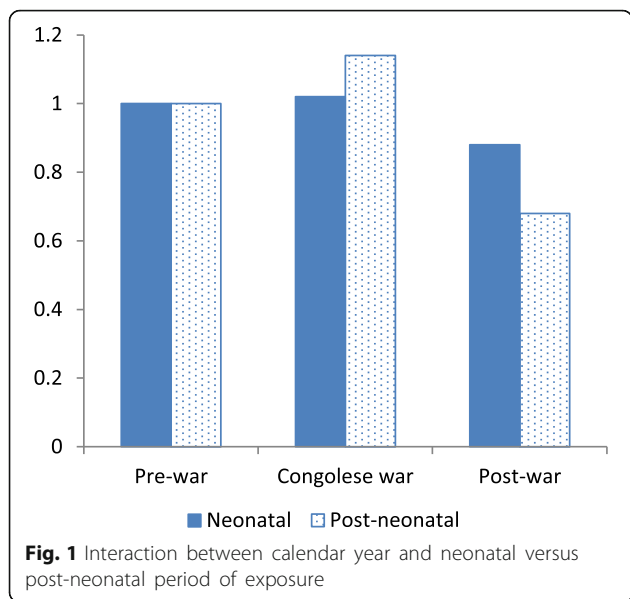 1.2
1
0.8
0.6
0.4
0.2
0
Pre-war Congolese war Post-war
Neonatal Post-neonatal
Fig. 1 Interaction between calendar year and neonatal versus
post-neonatal period of exposure